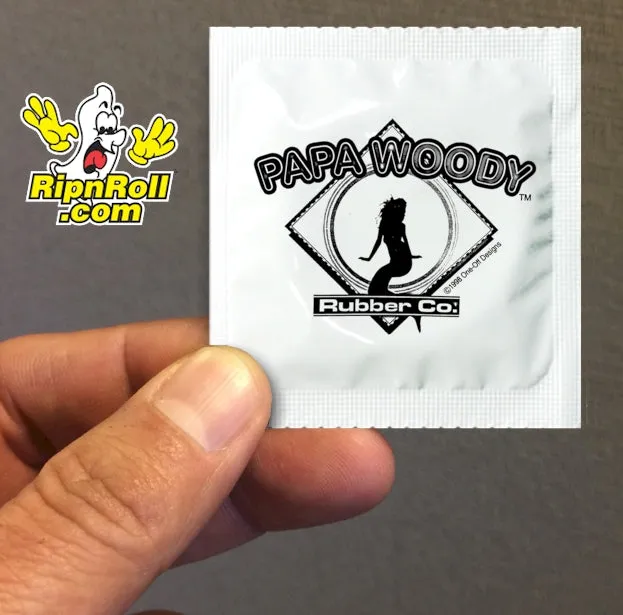 RipnRoll
.com
PAPA WOODY
TM
©1998 One-Off Designs
Rubber Co.